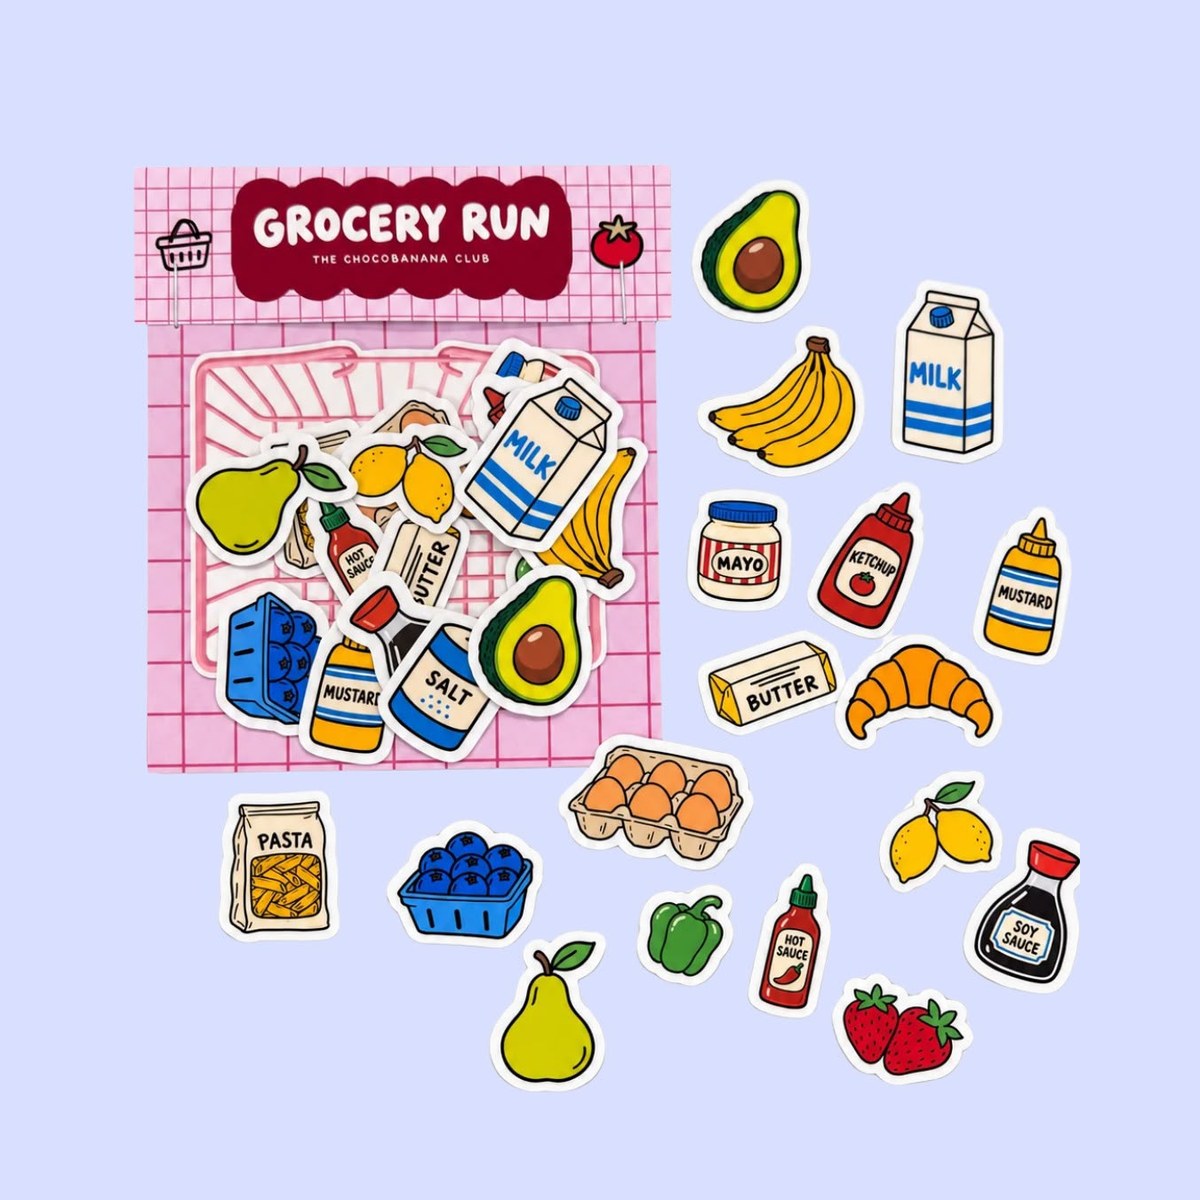 GROCERY RUN
THE CHOCOBANANA CLUB
MILK
HOT
SAUCE
BUTTER
MUSTARD
SALT
MILK
MAYO
KETCHUP
MUSTARD
BUTTER
PASTA
HOT
SAUCE
SOY
SAUCE